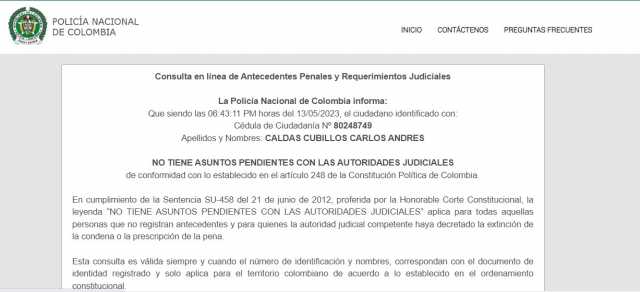 POLICÍA NACIONAL
DE COLOMBIA
INICIO CONTÁCTENOS PREGUNTAS FRECUENTES
Consulta en línea de Antecedentes Penales y Requerimientos Judiciales
La Policía Nacional de Colombia informa:
Que siendo las 06:43:11 PM horas del 13/05/2023, el ciudadano identificado con:
Cédula de Ciudadanía Nº 80248749
Apellidos y Nombres: CALDAS CUBILLOS CARLOS ANDRES
NO TIENE ASUNTOS PENDIENTES CON LAS AUTORIDADES JUDICIALES
de conformidad con lo establecido en el artículo 248 de la Constitución Política de Colombia.
En cumplimiento de la Sentencia SU-458 del 21 de junio de 2012, proferida por la Honorable Corte Constitucional, la
leyenda "NO TIENE ASUNTOS PENDIENTES CON LAS AUTORIDADES JUDICIALES" aplica para todas aquellas
personas que no registran antecedentes y para quienes la autoridad judicial competente haya decretado la extinción de
la condena o la prescripción de la pena.
Esta consulta es válida siempre y cuando el número de identificación y nombres, correspondan con el documento de
identidad registrado y solo aplica para el territorio colombiano de acuerdo a lo establecido en el ordenamiento
constitucional.